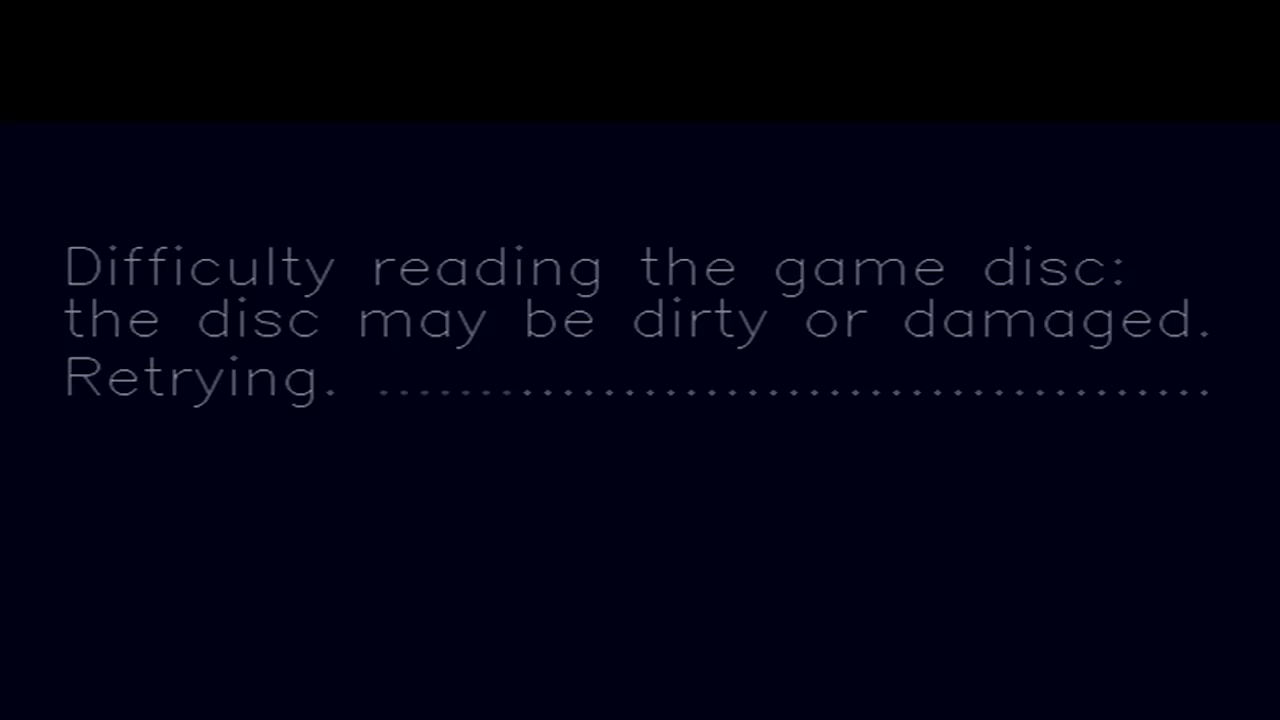 Difficulty reading the game disc:
the disc may be dirty or damaged.
Retrying. ..............................................